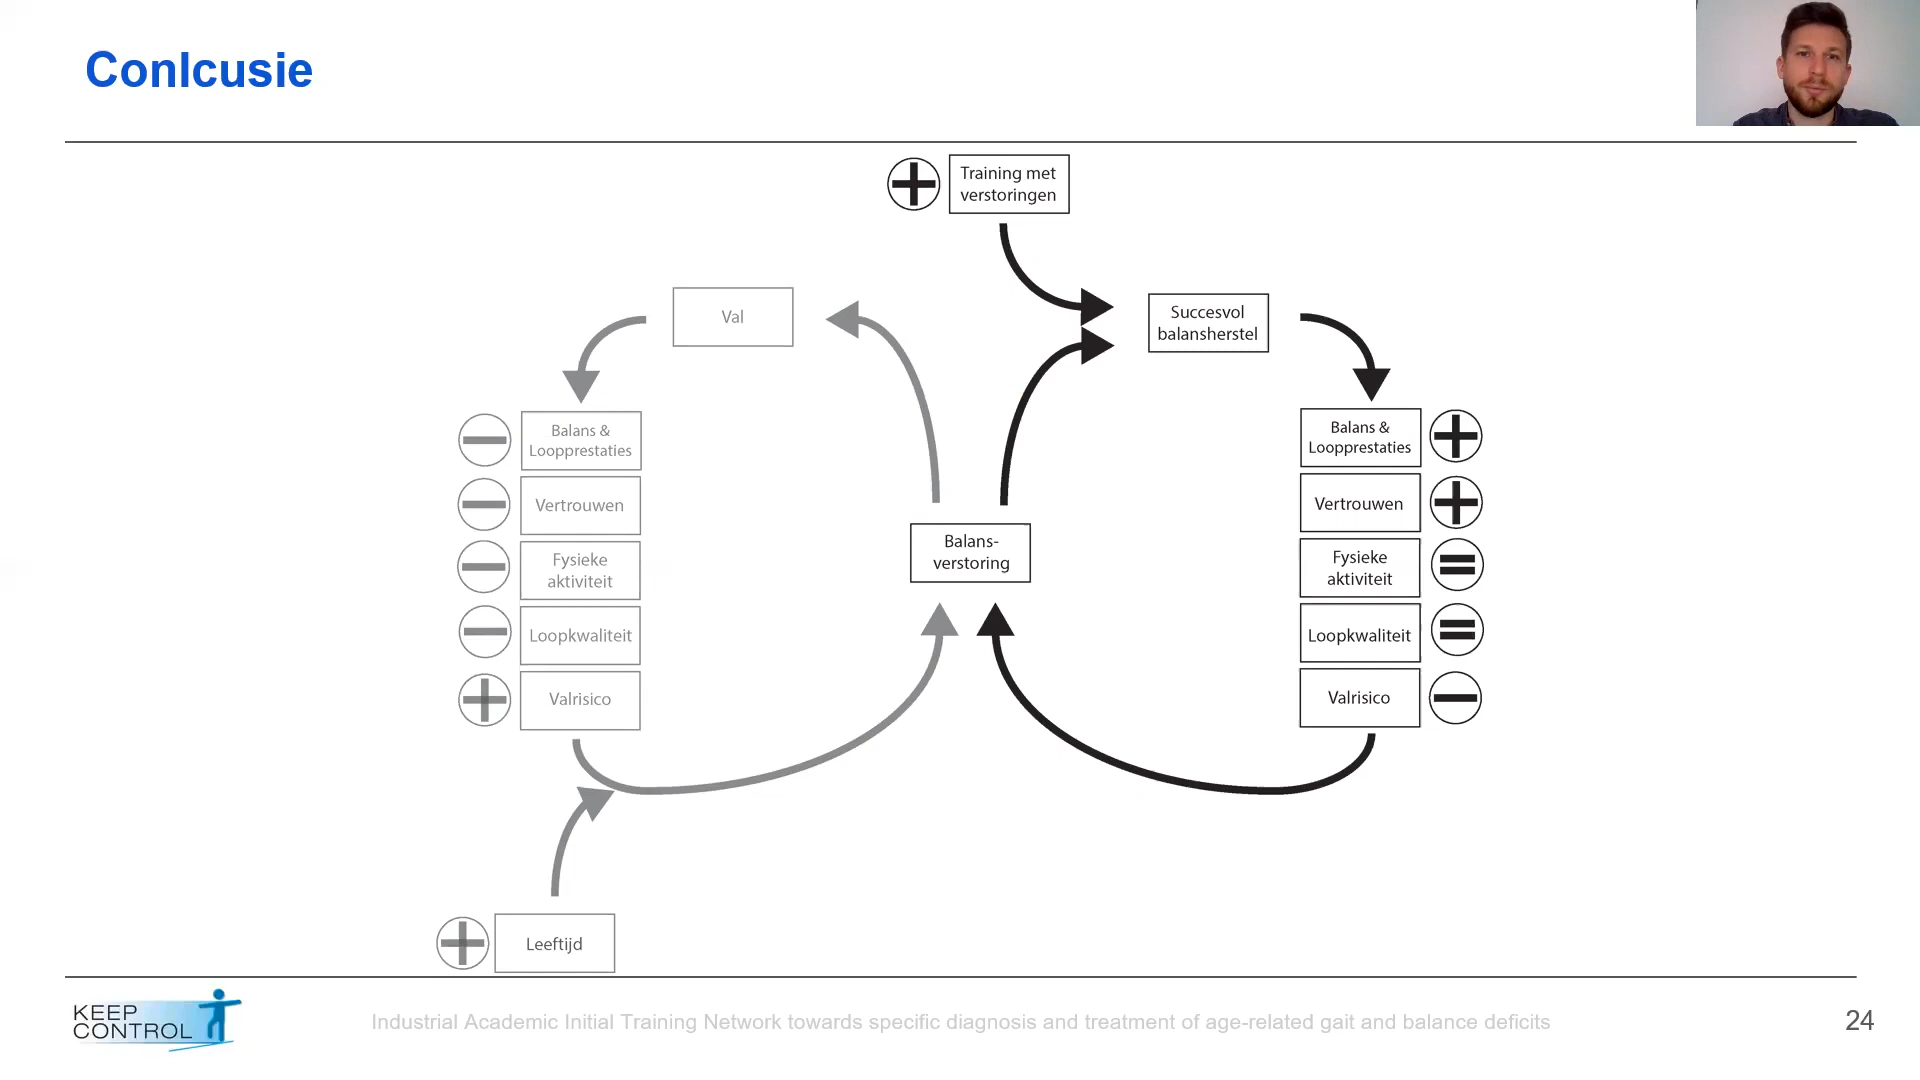 Conlcusie
Training met
verstoringen
Val
Succesvol
balansherstel
Balans &
Loopprestaties
Vertrouwen
Fysieke
aktiviteit
Loopkwaliteit
Valrisico
Balans-
verstoring
Balans &
Loopprestaties
Vertrouwen
Fysieke
aktiviteit
Loopkwaliteit
Valrisico
Leeftijd
KEEP
CONTROL
Industrial Academic Initial Training Network towards specific diagnosis and treatment of age-related gait and balance deficits
24